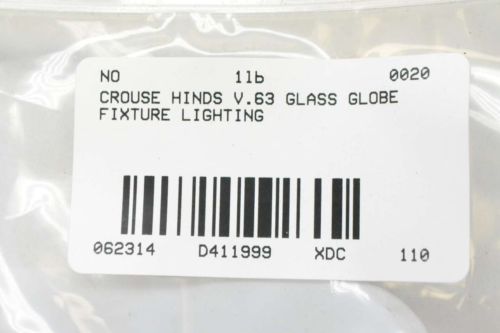 NO 1lb 0020
CROUSE HINDS V.63 GLASS GLOBE
FIXTURE LIGHTING
062314 D411999 XDC 110